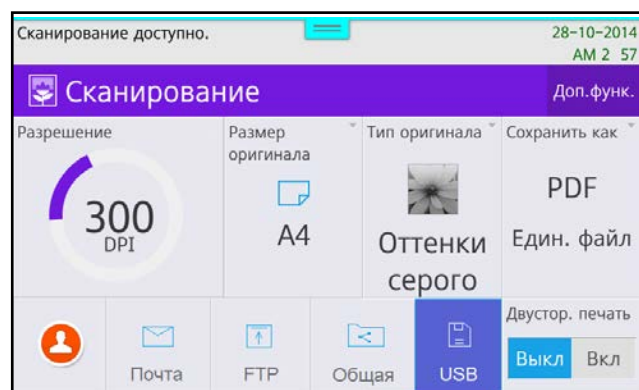 Сканирование доступно.
28-10-2014
AM 2 57
Сканирование
Доп.функ.
Разрешение
300
DPI
Размер
оригинала
A4
Тип оригинала
Оттенки
серого
Сохранить как
PDF
Един. файл
Почта
FTP
Общая
USB
Двустор. печать
Выкл
Вкл